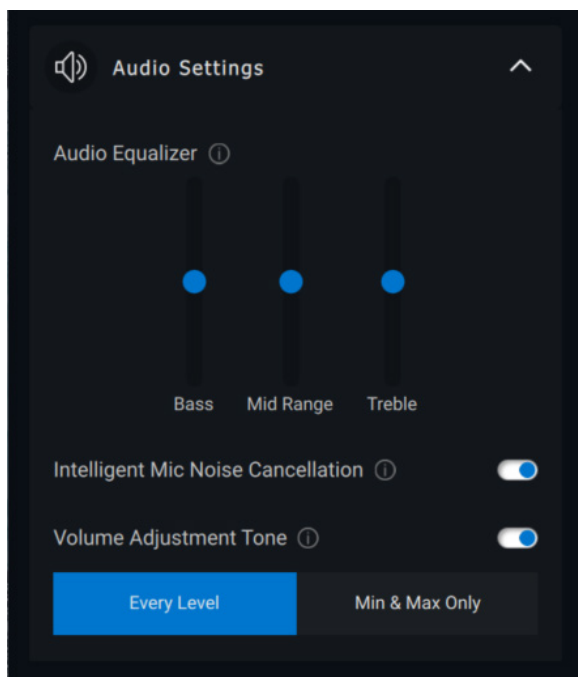 Audio Settings
Audio Equalizer
Bass Mid Range Treble
Intelligent Mic Noise Cancellation
Volume Adjustment Tone
Every Level Min & Max Only